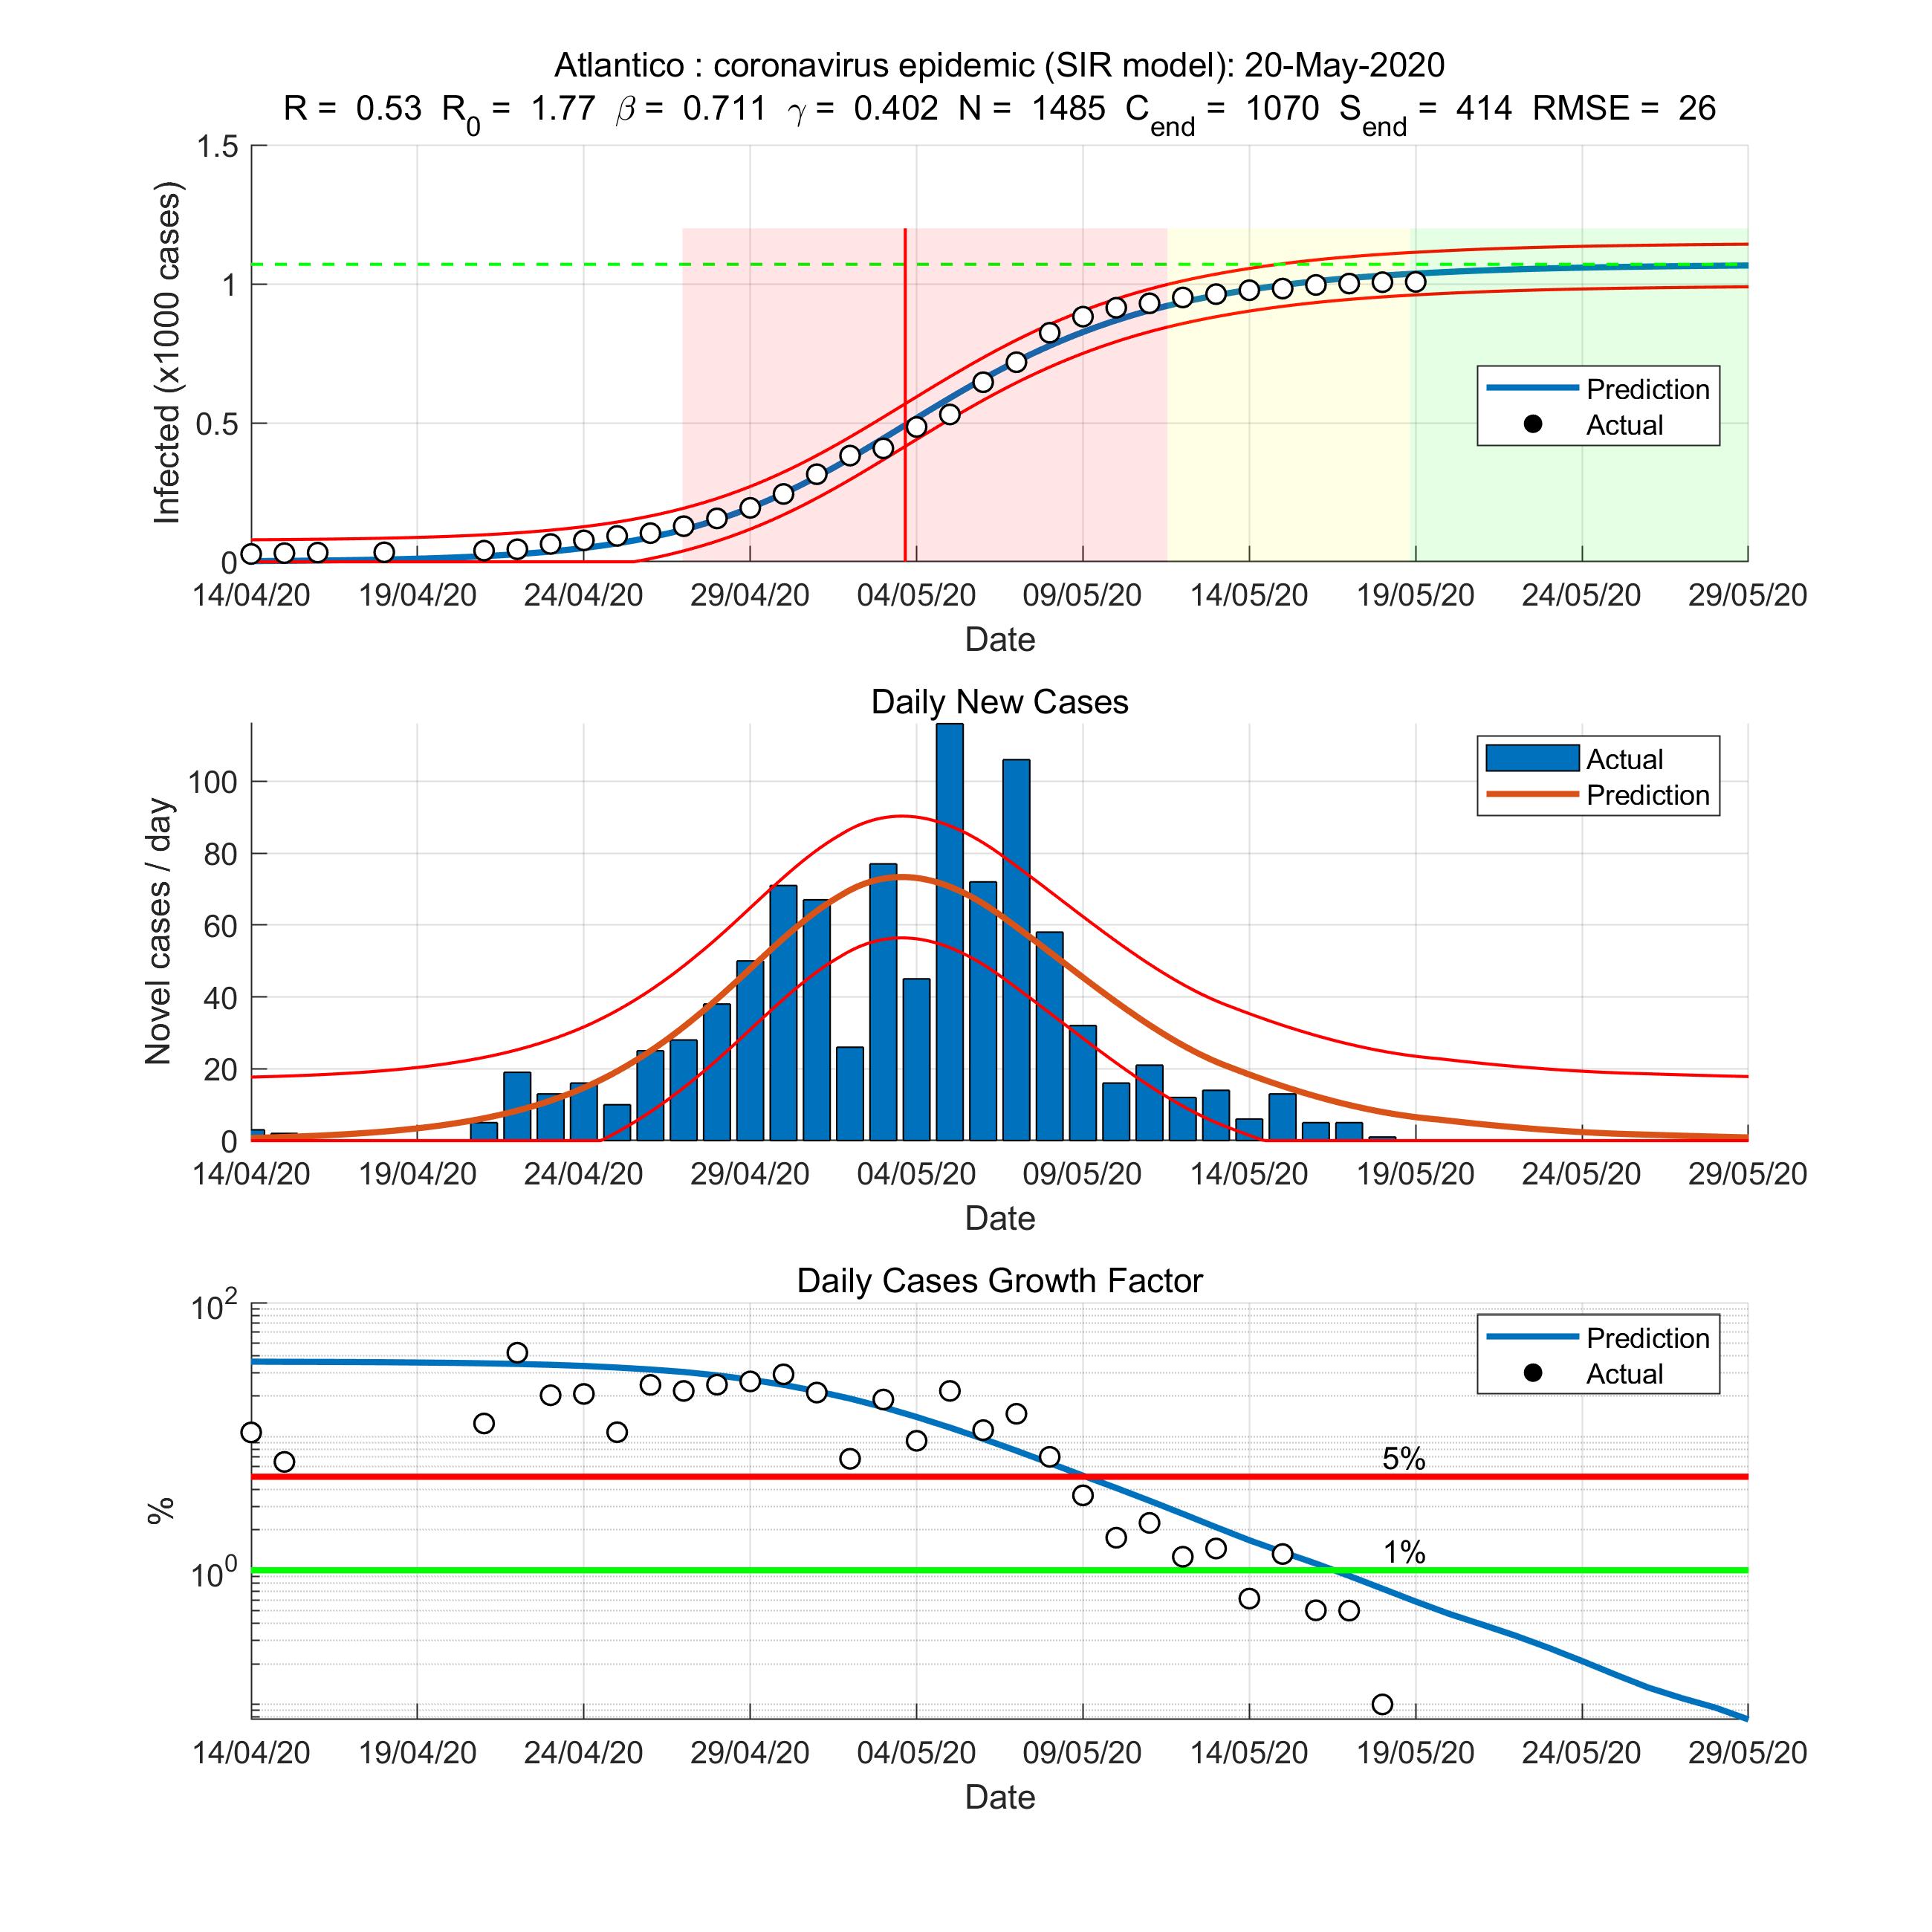 Atlantico : coronavirus epidemic (SIR model): 20-May-2020
R = 0.53 R0 = 1.77 β = 0.711 γ = 0.402 N = 1485 Cend = 1070 Send = 414 RMSE = 26
1.5
1
0.5
0
Infected (x1000 cases)
Prediction
Actual
14/04/20 19/04/20 24/04/20 29/04/20 04/05/20 09/05/20 14/05/20 19/05/20 24/05/20 29/05/20
Date
Daily New Cases
100
80
60
40
20
0
Novel cases / day
Actual
Prediction
14/04/20 19/04/20 24/04/20 29/04/20 04/05/20 09/05/20 14/05/20 19/05/20 24/05/20 29/05/20
Date
Daily Cases Growth Factor
10^2
10^0
%
Prediction
Actual
5%
1%
14/04/20 19/04/20 24/04/20 29/04/20 04/05/20 09/05/20 14/05/20 19/05/20 24/05/20 29/05/20
Date